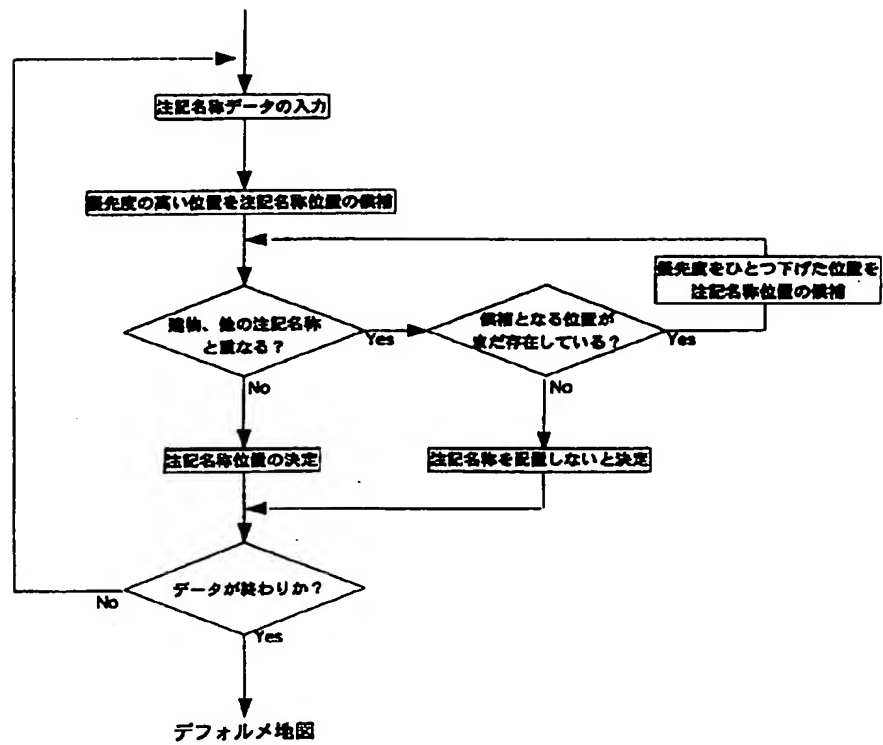 注記名称データの入力
優先度の高い位置を注記名称位置の候補
優先度をひとつ下げた位置を
注記名称位置の候補
建物、他の注記名称
と重なる？
Yes
候補となる位置が
まだ存在している？
Yes
No
No
注記名称位置の決定
注記名称を配置しないと決定
データが終わりか？
No
Yes
デフォルメ地図